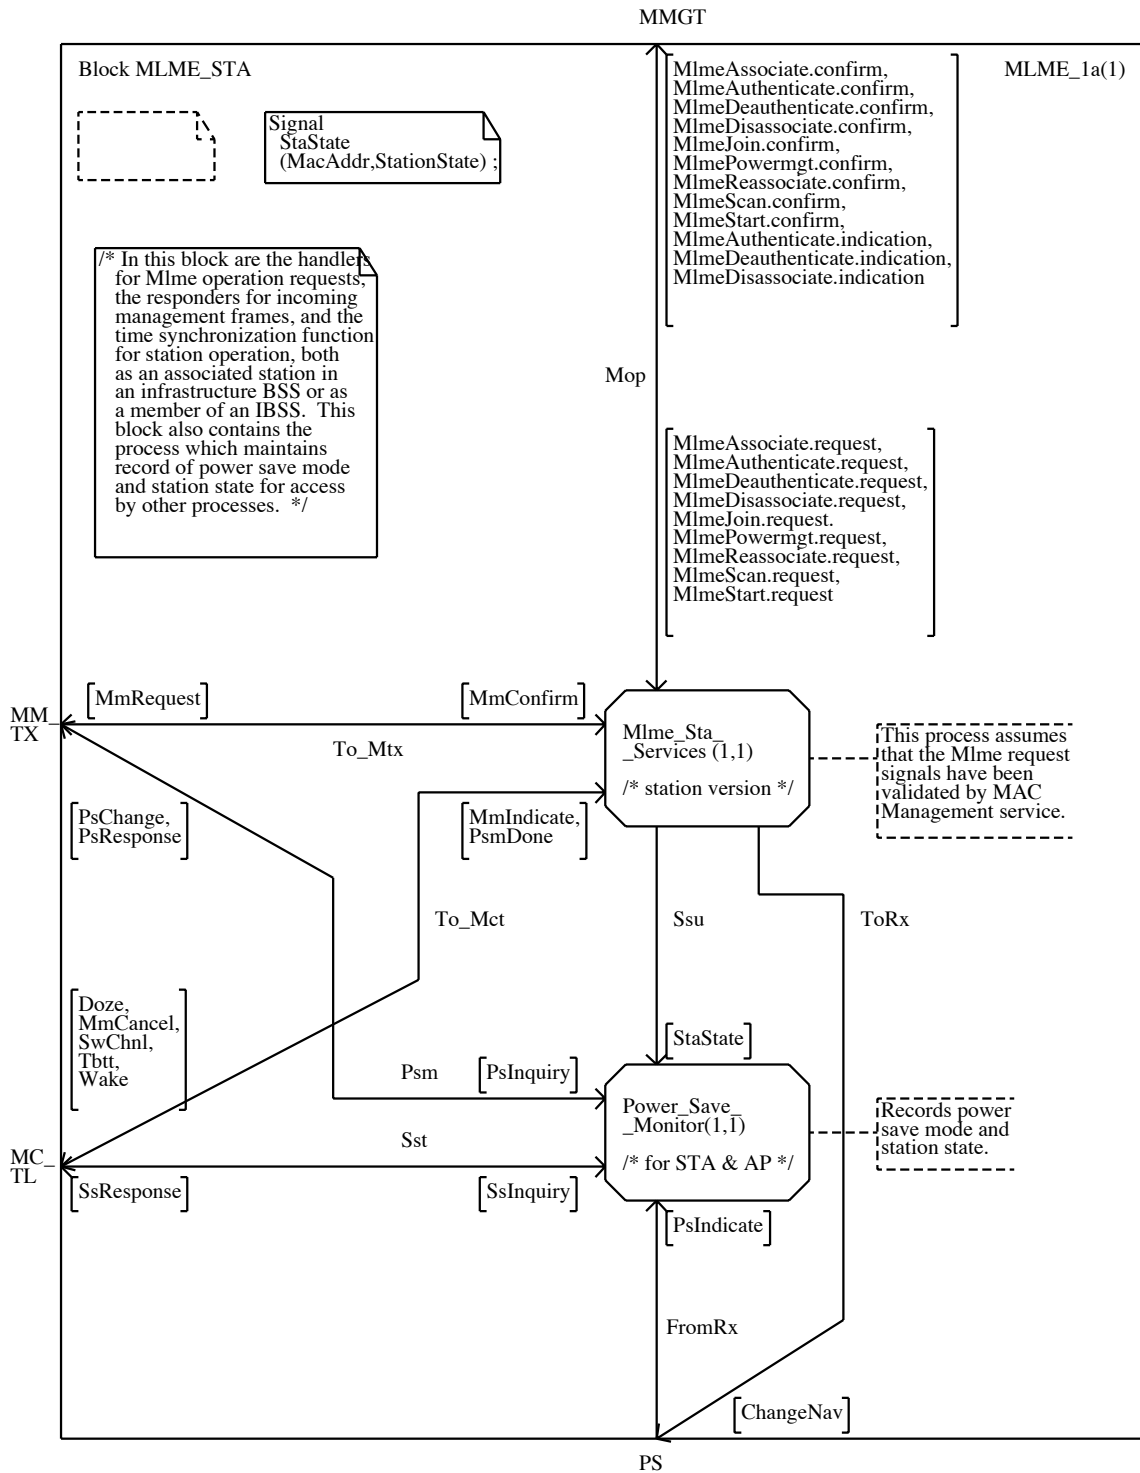 MMGT
Block MLME_STA
MLME_1a(1)
Signal
StaState
(MacAddr,StationState) ;
MlmeAssociate.confirm,
MlmeAuthenticate.confirm,
MlmeDeauthenticate.confirm,
MlmeDisassociate.confirm,
MlmeJoin.confirm,
MlmePowermgt.confirm,
MlmeReassociate.confirm,
MlmeScan.confirm,
MlmeStart.confirm,
MlmeAuthenticate.indication,
MlmeDeauthenticate.indication,
MlmeDisassociate.indication
/* In this block are the handlers
for Mlme operation requests,
the responders for incoming
management frames, and the
time synchronization function
for station operation, both
as an associated station in
an infrastructure BSS or as
a member of an IBSS.  This
block also contains the
process which maintains
record of power save mode
and station state for access
by other processes.  */
Mop
MlmeAssociate.request,
MlmeAuthenticate.request,
MlmeDeauthenticate.request,
MlmeDisassociate.request,
MlmeJoin.request.
MlmePowermgt.request,
MlmeReassociate.request,
MlmeScan.request,
MlmeStart.request
MmRequest
MmConfirm
MM_
TX
To_Mtx
Mlme_Sta_
_Services (1,1)
/* station version */
This process assumes
that the Mlme request
signals have been
validated by MAC
Management service.
PsChange,
PsResponse
MmIndicate,
PsmDone
To_Mct
Ssu
ToRx
Doze,
MmCancel,
SwChnl,
Tbtt,
Wake
StaState
Psm
PsInquiry
Power_Save_
_Monitor(1,1)
/* for STA & AP */
Records power
save mode and
station state.
Sst
MC_
TL
SsResponse
SsInquiry
PsIndicate
FromRx
ChangeNav
PS